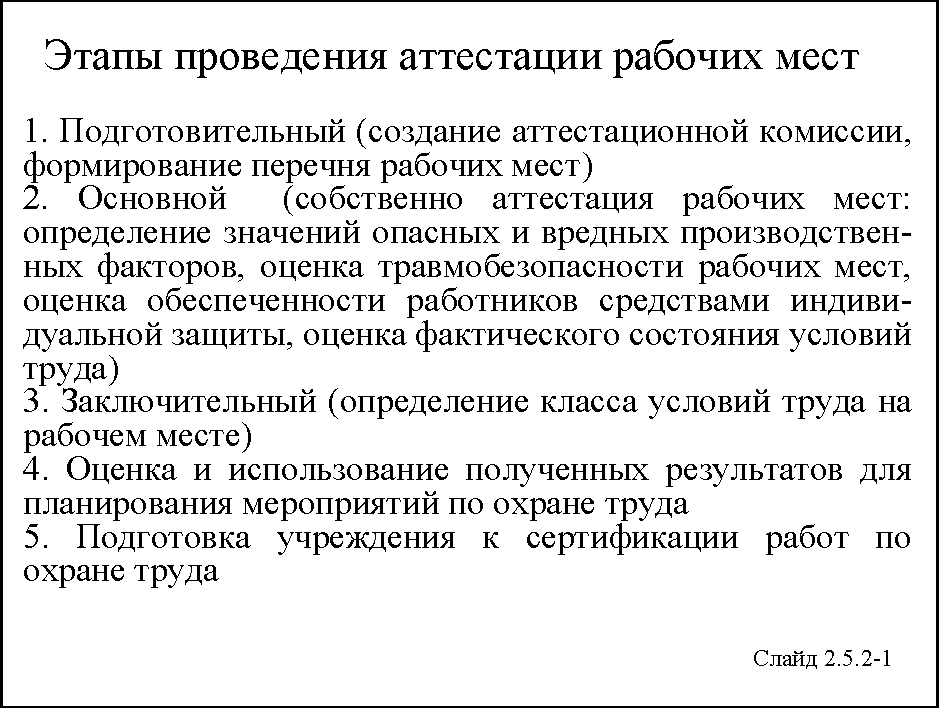 Этапы проведения аттестации рабочих мест
1. Подготовительный (создание аттестационной комиссии,
формирование перечня рабочих мест)
2. Основной (собственно аттестация рабочих мест:
определение значений опасных и вредных производствен-
ных факторов, оценка травмобезопасности рабочих мест,
оценка обеспеченности работников средствами индиви-
дуальной защиты, оценка фактического состояния условий
труда)
3. Заключительный (определение класса условий труда на
рабочем месте)
4. Оценка и использование полученных результатов для
планирования мероприятий по охране труда
5. Подготовка учреждения к сертификации работ по
охране труда
Слайд 2.5.2-1